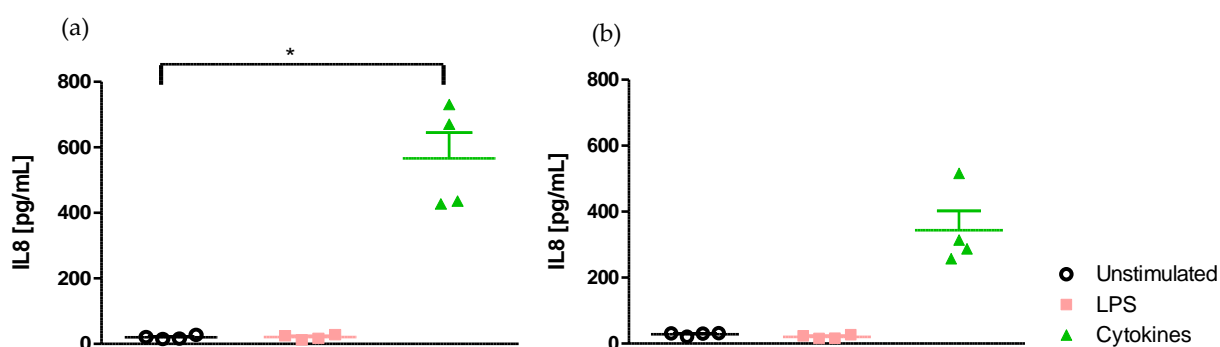 (a)
*
800
600
400
200
0
IL8 [pg/mL]
(b)
800
600
400
200
0
IL8 [pg/mL]
Unstimulated
LPS
Cytokines